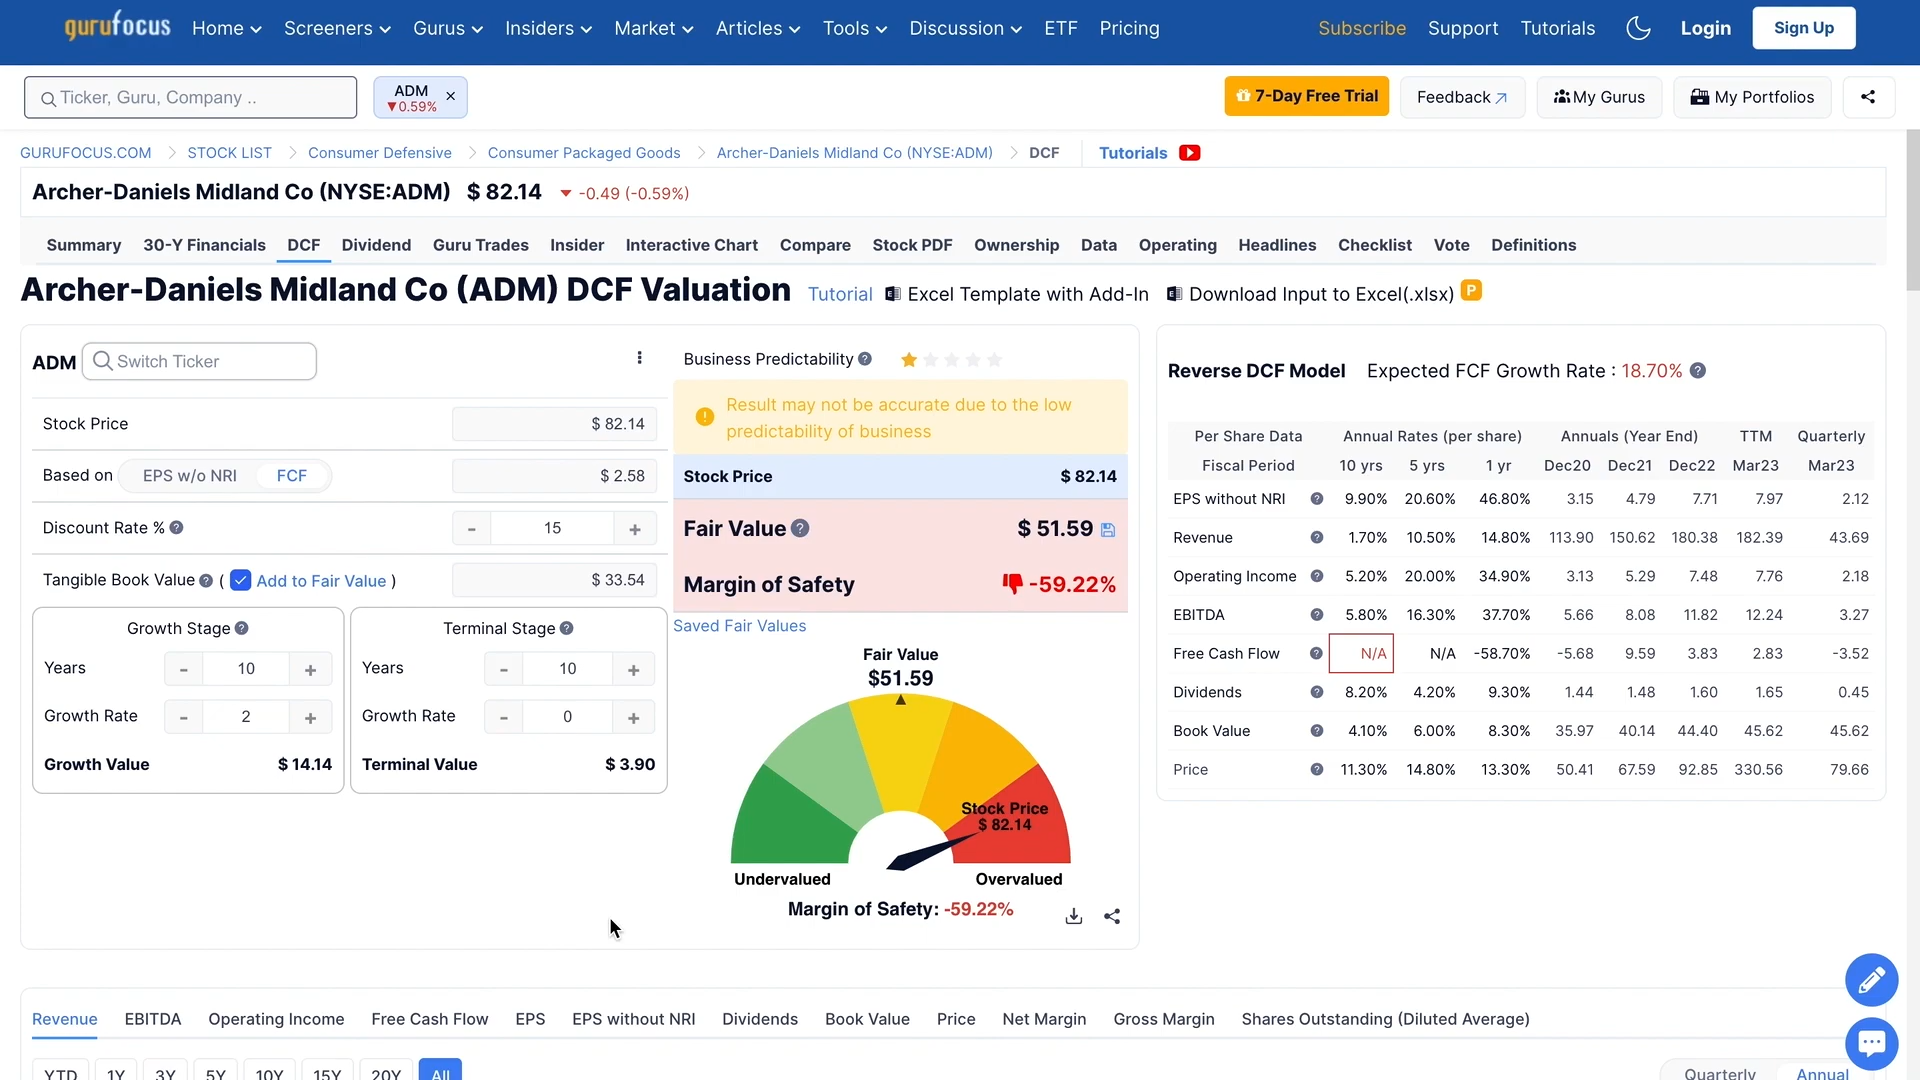 gurufocus Home Screeners Gurus Insiders Market Articles Tools Discussion ETF Pricing Subscribe Support Tutorials Login Sign Up
Ticker, Guru, Company .. ADM ▼0.59% × 7-Day Free Trial Feedback My Gurus My Portfolios
GURUFOCUS.COM STOCK LIST Consumer Defensive Consumer Packaged Goods Archer-Daniels Midland Co (NYSE:ADM) DCF Tutorials
Archer-Daniels Midland Co (NYSE:ADM) $ 82.14 -0.49 (-0.59%)
Summary 30-Y Financials DCF Dividend Guru Trades Insider Interactive Chart Compare Stock PDF Ownership Data Operating Headlines Checklist Vote Definitions
Archer-Daniels Midland Co (ADM) DCF Valuation Tutorial Excel Template with Add-In Download Input to Excel(.xlsx) P
ADM Switch Ticker
Stock Price $ 82.14
Based on EPS w/o NRI FCF $ 2.58
Discount Rate % - 15 +
Tangible Book Value ( Add to Fair Value ) $ 33.54
Growth Stage
Years - 10 +
Growth Rate - 2 +
Growth Value $ 14.14
Terminal Stage
Years - 10 +
Growth Rate - 0 +
Terminal Value $ 3.90
Business Predictability
Result may not be accurate due to the low
predictability of business
Stock Price $ 82.14
Fair Value $ 51.59
Margin of Safety -59.22%
Saved Fair Values
Fair Value
$51.59
Stock Price
$ 82.14
Undervalued Overvalued
Margin of Safety: -59.22%
Reverse DCF Model Expected FCF Growth Rate : 18.70%
Per Share Data Annual Rates (per share) Annuals (Year End) TTM Quarterly
Fiscal Period 10 yrs 5 yrs 1 yr Dec20 Dec21 Dec22 Mar23 Mar23
EPS without NRI 9.90% 20.60% 46.80% 3.15 4.79 7.71 7.97 2.12
Revenue 1.70% 10.50% 14.80% 113.90 150.62 180.38 182.39 43.69
Operating Income 5.20% 20.00% 34.90% 3.13 5.29 7.48 7.76 2.18
EBITDA 5.80% 16.30% 37.70% 5.66 8.08 11.82 12.24 3.27
Free Cash Flow N/A N/A -58.70% -5.68 9.59 3.83 2.83 -3.52
Dividends 8.20% 4.20% 9.30% 1.44 1.48 1.60 1.65 0.45
Book Value 4.10% 6.00% 8.30% 35.97 40.14 44.40 45.62 45.62
Price 11.30% 14.80% 13.30% 50.41 67.59 92.85 330.56 79.66
Revenue EBITDA Operating Income Free Cash Flow EPS EPS without NRI Dividends Book Value Price Net Margin Gross Margin Shares Outstanding (Diluted Average)
YTD 1Y 3Y 5Y 10Y 15Y 20Y All Quarterly Annual